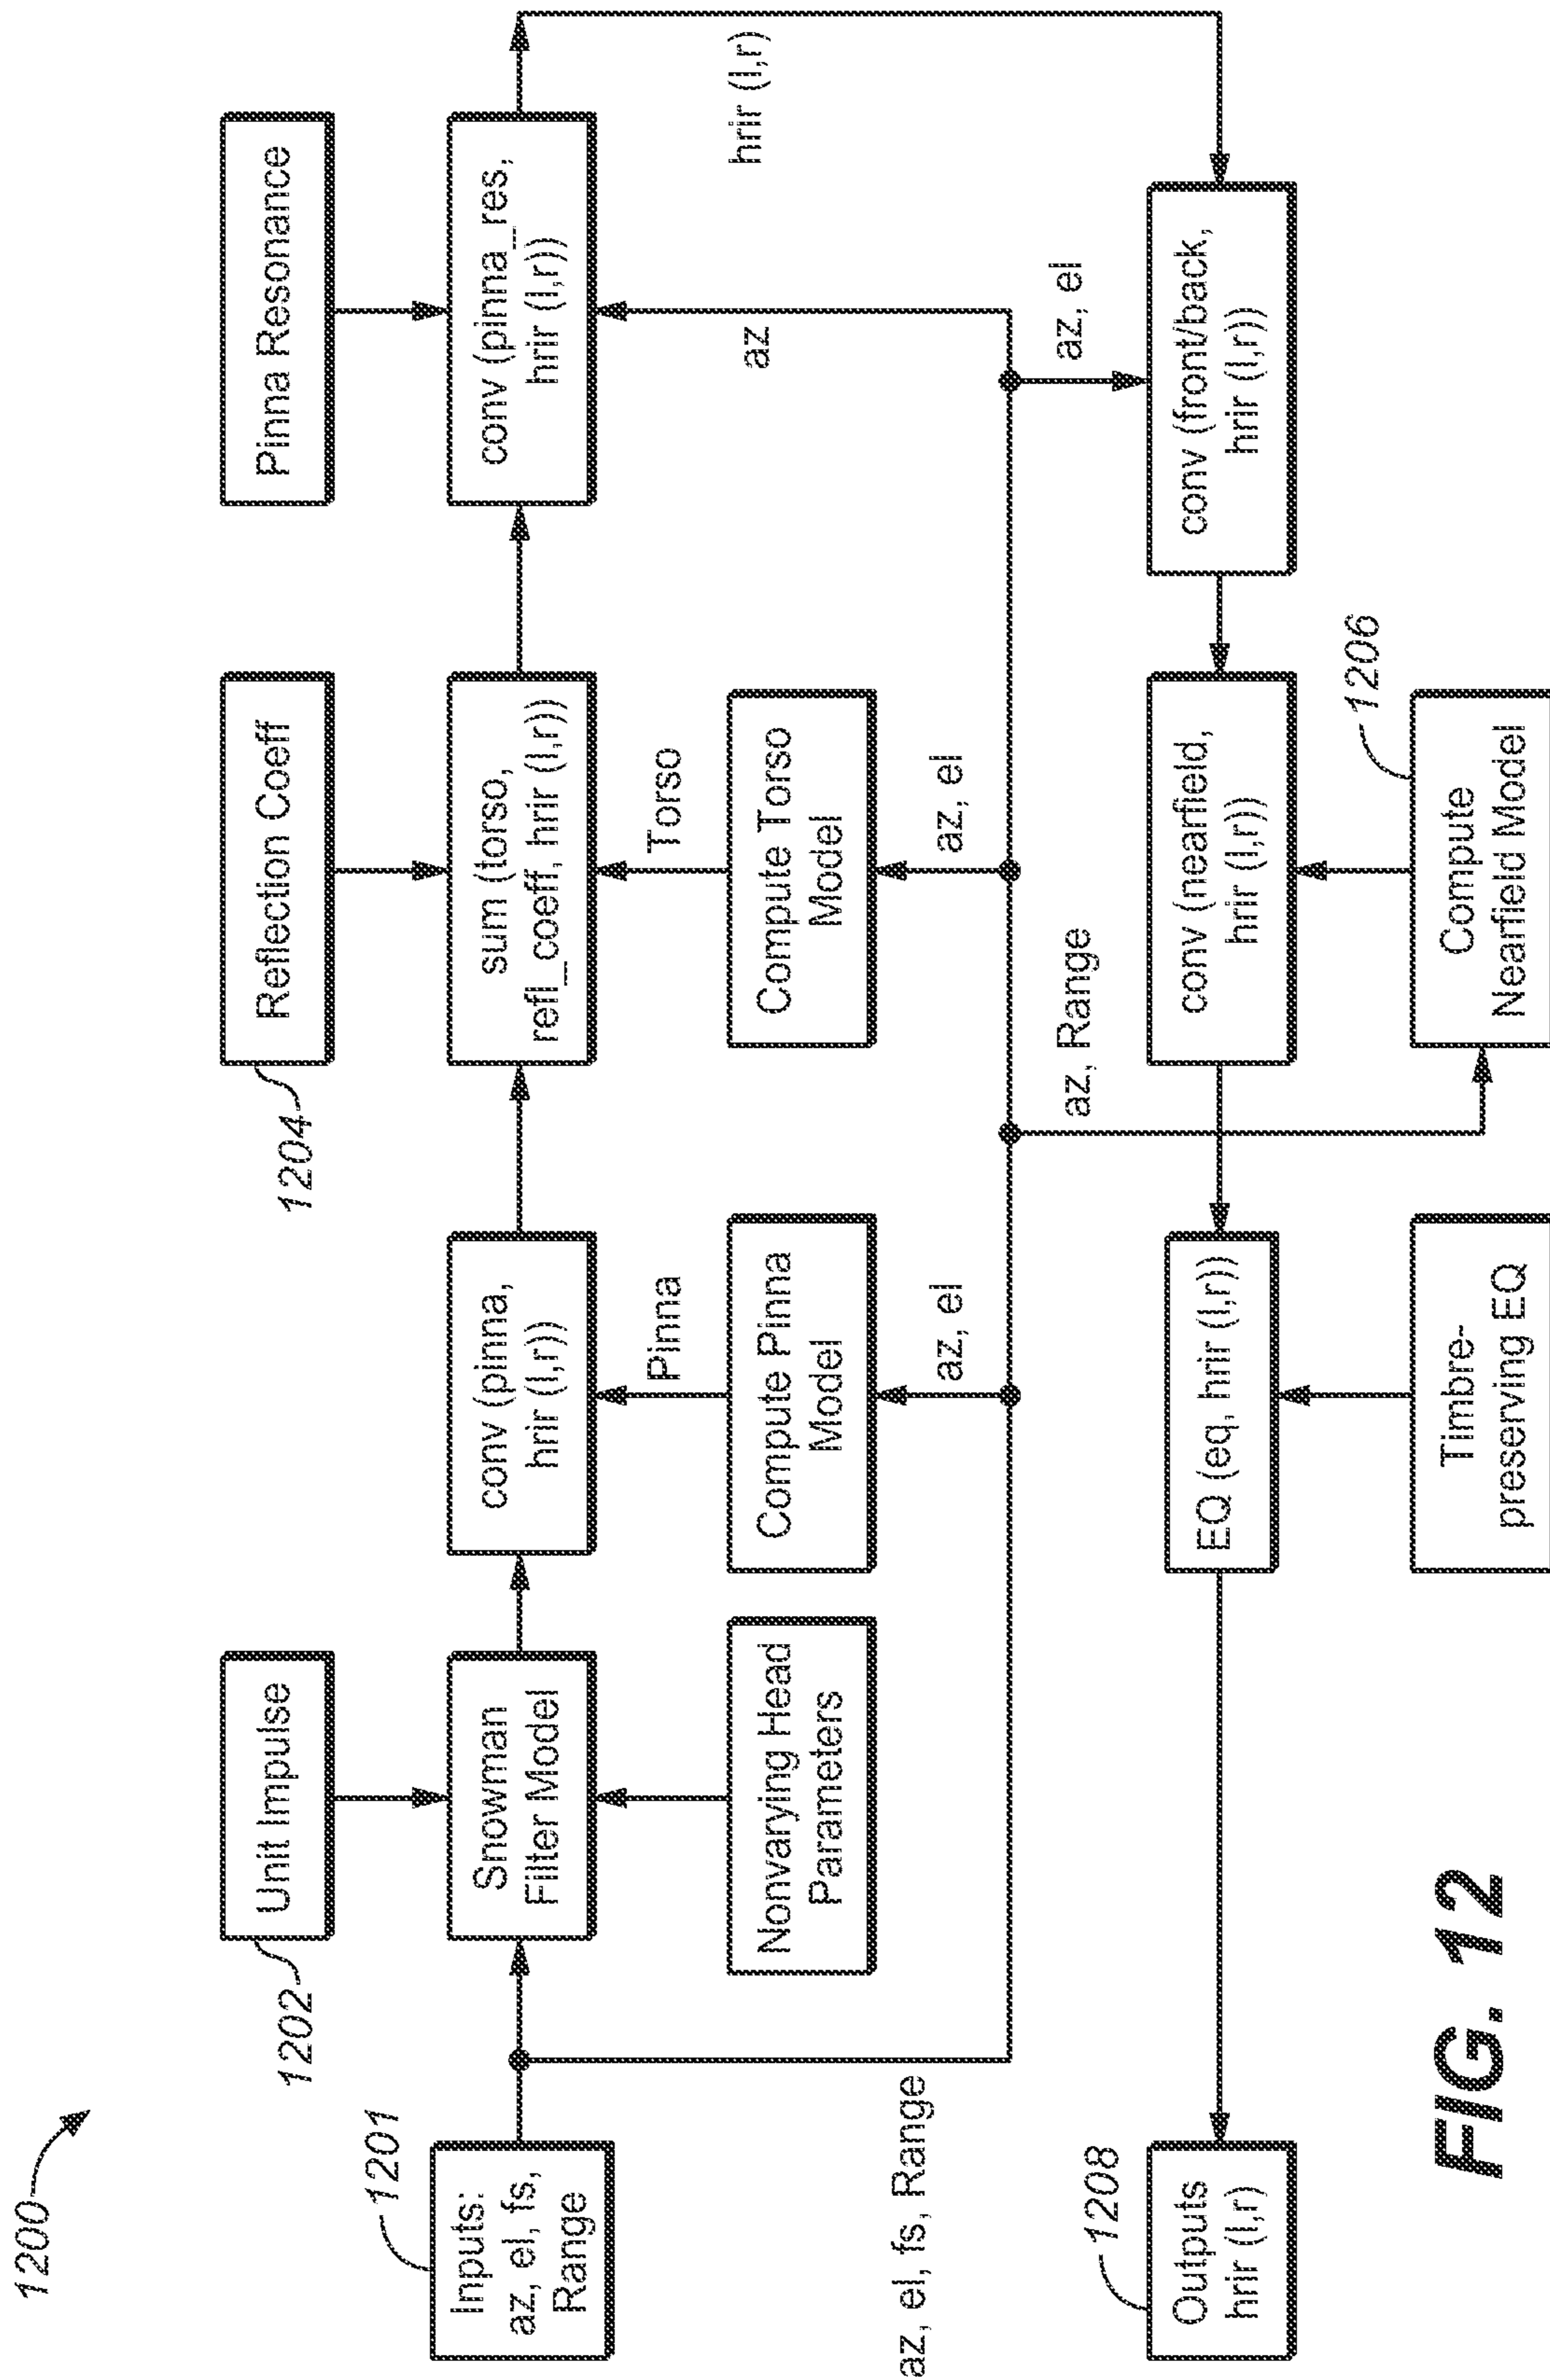 1200
1201
Inputs:
az, el, fs,
Range
az, el, fs, Range
1202
Unit Impulse
Snowman
Filter Model
Nonvarying Head
Parameters
conv (pinna,
hrir (l,r))
Pinna
Compute Pinna
Model
az, el
1204
Reflection Coeff
sum (torso,
refl_coeff, hrir (l,r))
Torso
Compute Torso
Model
az, el
Pinna Resonance
conv (pinna_res,
hrir (l,r))
az
hrir (l,r)
az, el
conv (front/back,
hrir (l,r))
az, Range
conv (nearfield,
hrir (l,r))
1206
Compute
Nearfield Model
EQ (eq, hrir (l,r))
Timbre-
preserving EQ
1208
Outputs
hrir (l,r)
FIG. 12